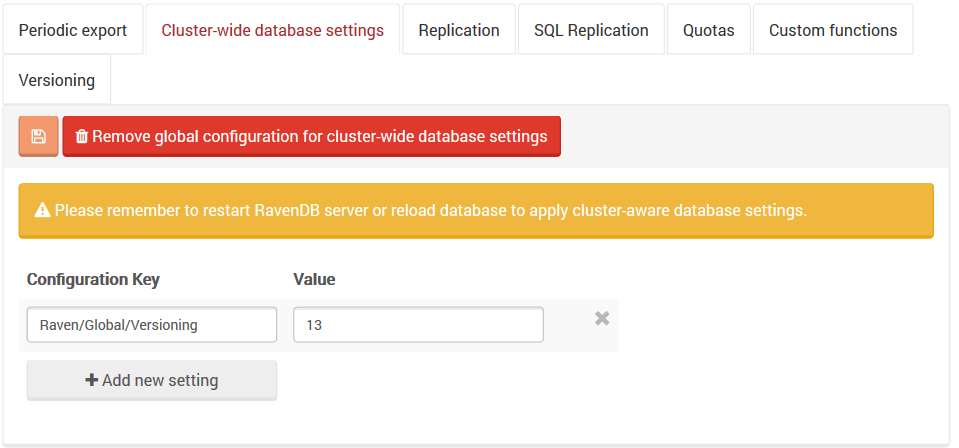 Periodic export Cluster-wide database settings Replication SQL Replication Quotas Custom functions
Versioning
Remove global configuration for cluster-wide database settings
Please remember to restart RavenDB server or reload database to apply cluster-aware database settings.
Configuration Key Value
Raven/Global/Versioning 13
Add new setting